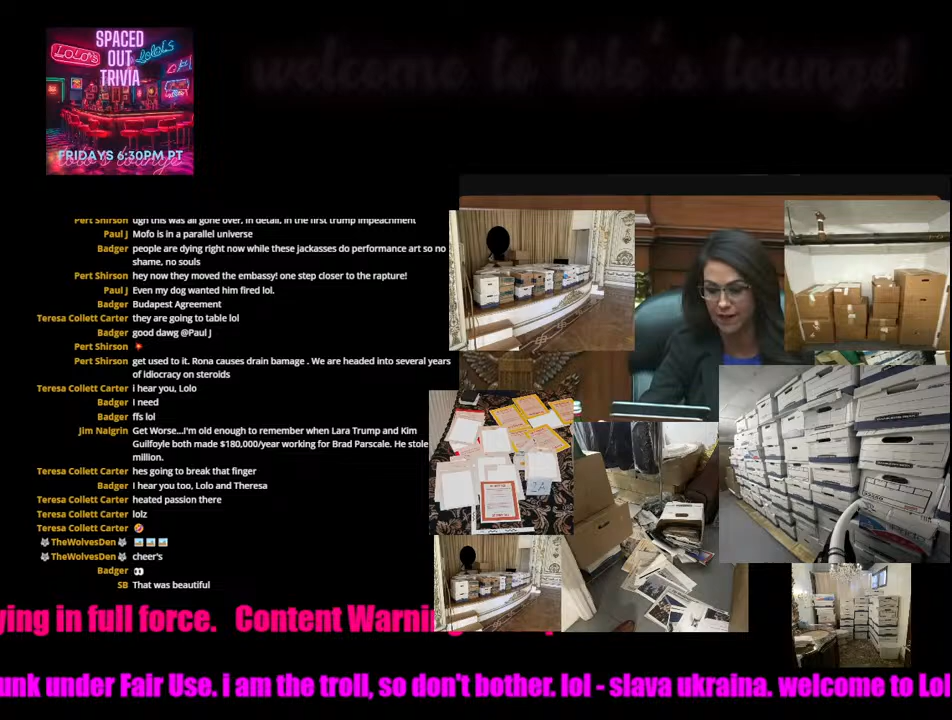 SPACED
OUT
TRIVIA
LOLO'S
FRIDAYS 6:30PM PT
lolo's lounge
welcome to lolo's lounge!
Pert Shirson ugh this was all gone over, in detail, in the first trump impeachment
Paul J Mofo is in a parallel universe
Badger people are dying right now while these jackasses do performance art so no
shame, no souls
Pert Shirson hey now they moved the embassy! one step closer to the rapture!
Paul J Even my dog wanted him fired lol.
Badger Budapest Agreement
Teresa Collett Carter they are going to table lol
Badger good dawg @Paul J
Pert Shirson 💥
Pert Shirson get used to it. Rona causes drain bamage . We are headed into several years
of idiocracy on steroids
Teresa Collett Carter i hear you, Lolo
Badger I need
Badger ffs lol
Jim Nalgrin Get Worse...I'm old enough to remember when Lara Trump and Kim
Guilfoyle both made $180,000/year working for Brad Parscale. He stole
million.
Teresa Collett Carter hes going to break that finger
Badger I hear you too, Lolo and Theresa
Teresa Collett Carter heated passion there
Teresa Collett Carter lolz
Teresa Collett Carter 🤣
🐺TheWolvesDen🐺
🐺TheWolvesDen🐺 cheer's
Badger 👀
SB That was beautiful
ying in full force. Content Warnin
unk under Fair Use. i am the troll, so don't bother. lol - slava ukraina. welcome to Lol